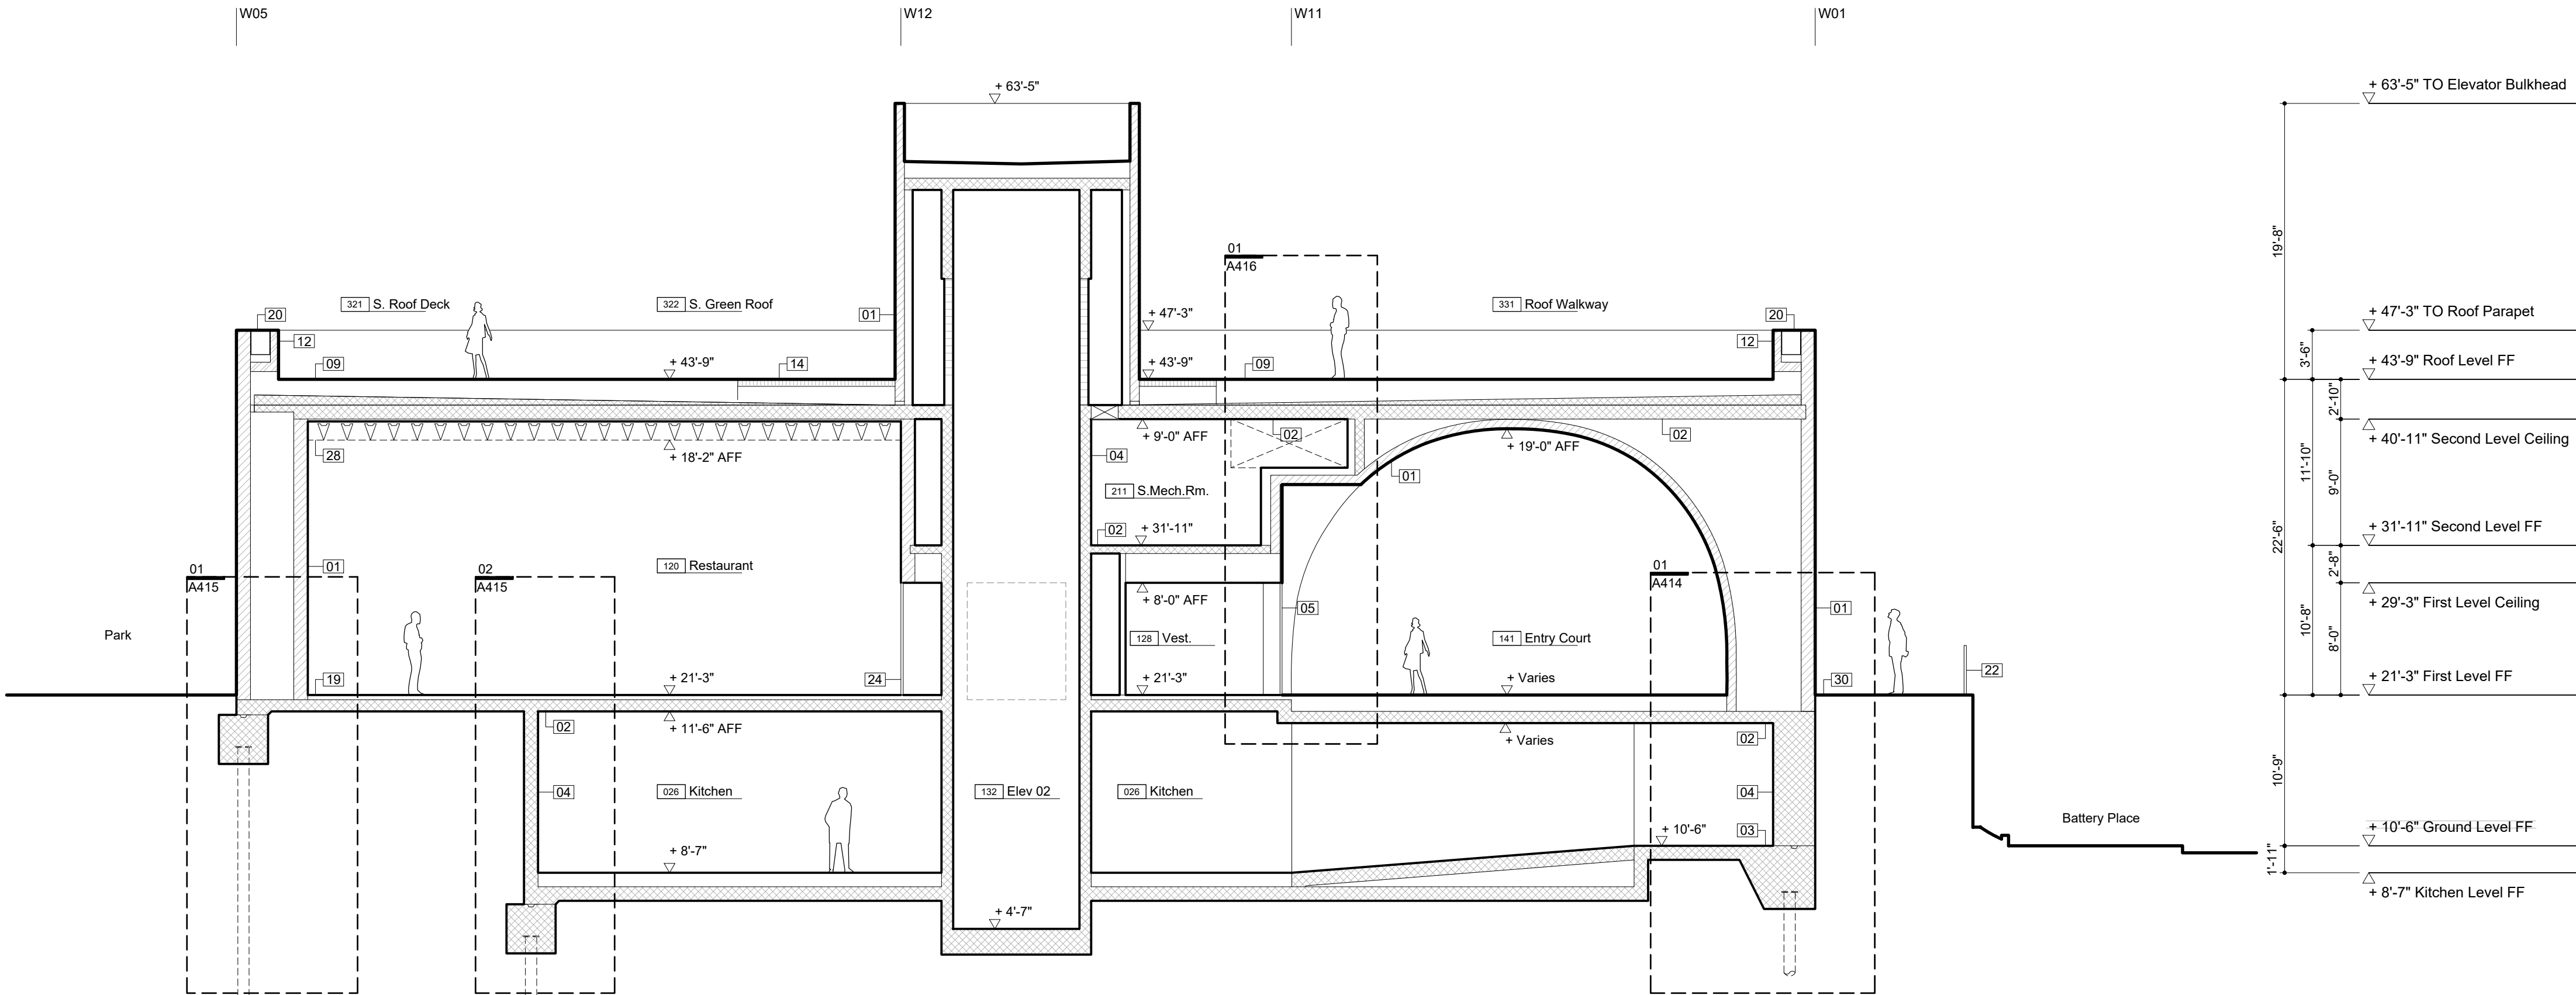 W05
W12
W11
W01
+ 63'-5"
+ 63'-5" TO Elevator Bulkhead
19'-8"
01
A416
321 S. Roof Deck
322 S. Green Roof
331 Roof Walkway
20
01
+ 47'-3"
20
+ 47'-3" TO Roof Parapet
12
12
3'-6"
09
+ 43'-9"
14
+ 43'-9"
09
+ 43'-9" Roof Level FF
2'-10"
28
+ 18'-2" AFF
+ 9'-0" AFF
02
+ 19'-0" AFF
02
+ 40'-11" Second Level Ceiling
04
01
11'-10"
9'-0"
211 S.Mech.Rm.
02
+ 31'-11"
+ 31'-11" Second Level FF
22'-6"
01
120 Restaurant
2'-8"
01
A415
02
A415
01
A414
+ 8'-0" AFF
05
01
+ 29'-3" First Level Ceiling
10'-8"
8'-0"
Park
128 Vest.
141 Entry Court
22
19
+ 21'-3"
24
+ 21'-3"
+ Varies
30
+ 21'-3" First Level FF
02
+ 11'-6" AFF
+ Varies
02
10'-9"
04
026 Kitchen
132 Elev 02
026 Kitchen
04
Battery Place
+ 10'-6"
03
+ 10'-6" Ground Level FF
+ 8'-7"
1'-11"
+ 8'-7" Kitchen Level FF
+ 4'-7"